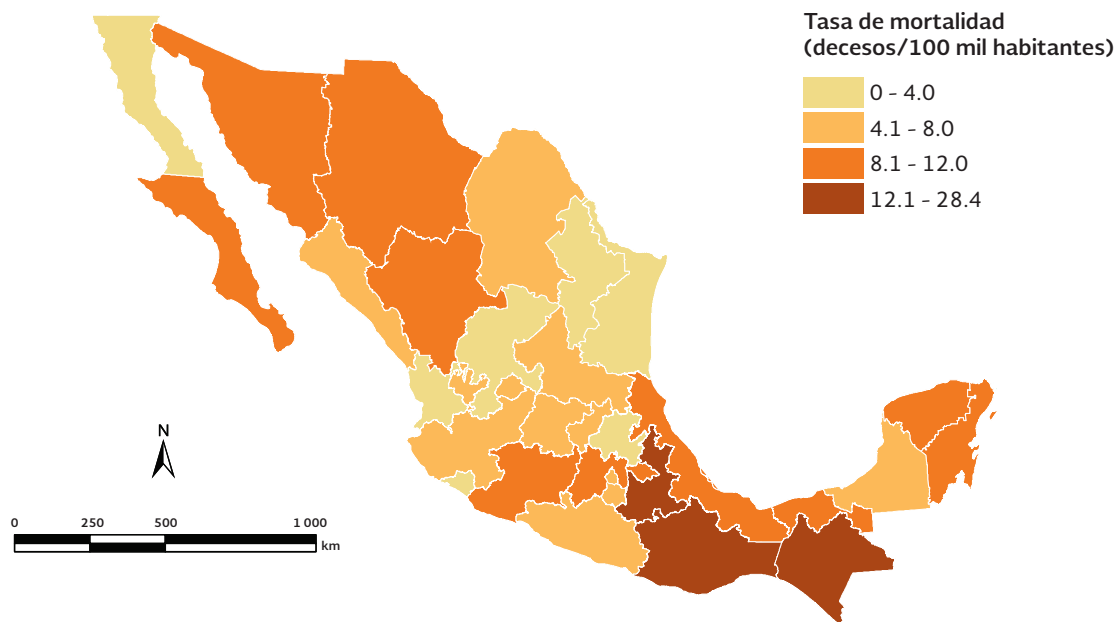 Tasa de mortalidad
(decesos/100 mil habitantes)
0 - 4.0
4.1 - 8.0
8.1 - 12.0
12.1 - 28.4
N
0 250 500 1 000
km